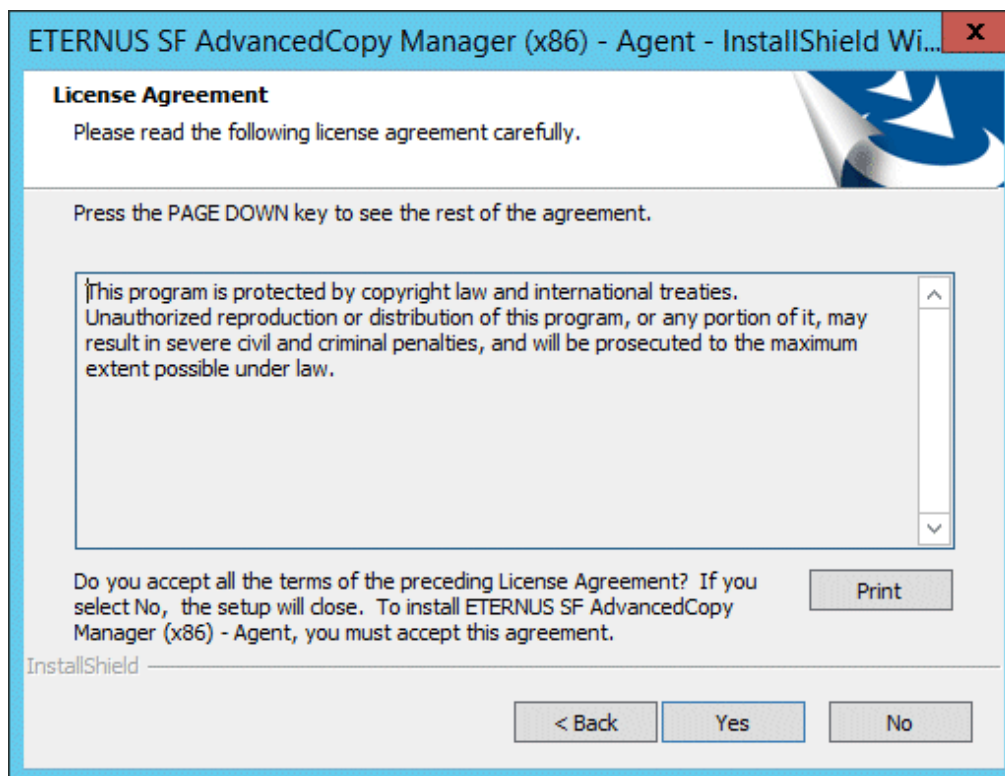 ETERNUS SF AdvancedCopy Manager (x86) - Agent - InstallShield Wi...
x
License Agreement
Please read the following license agreement carefully.
Press the PAGE DOWN key to see the rest of the agreement.
This program is protected by copyright law and international treaties.
Unauthorized reproduction or distribution of this program, or any portion of it, may
result in severe civil and criminal penalties, and will be prosecuted to the maximum
extent possible under law.
Do you accept all the terms of the preceding License Agreement?  If you
select No,  the setup will close.  To install ETERNUS SF AdvancedCopy
Manager (x86) - Agent, you must accept this agreement.
Print
InstallShield
< Back
Yes
No